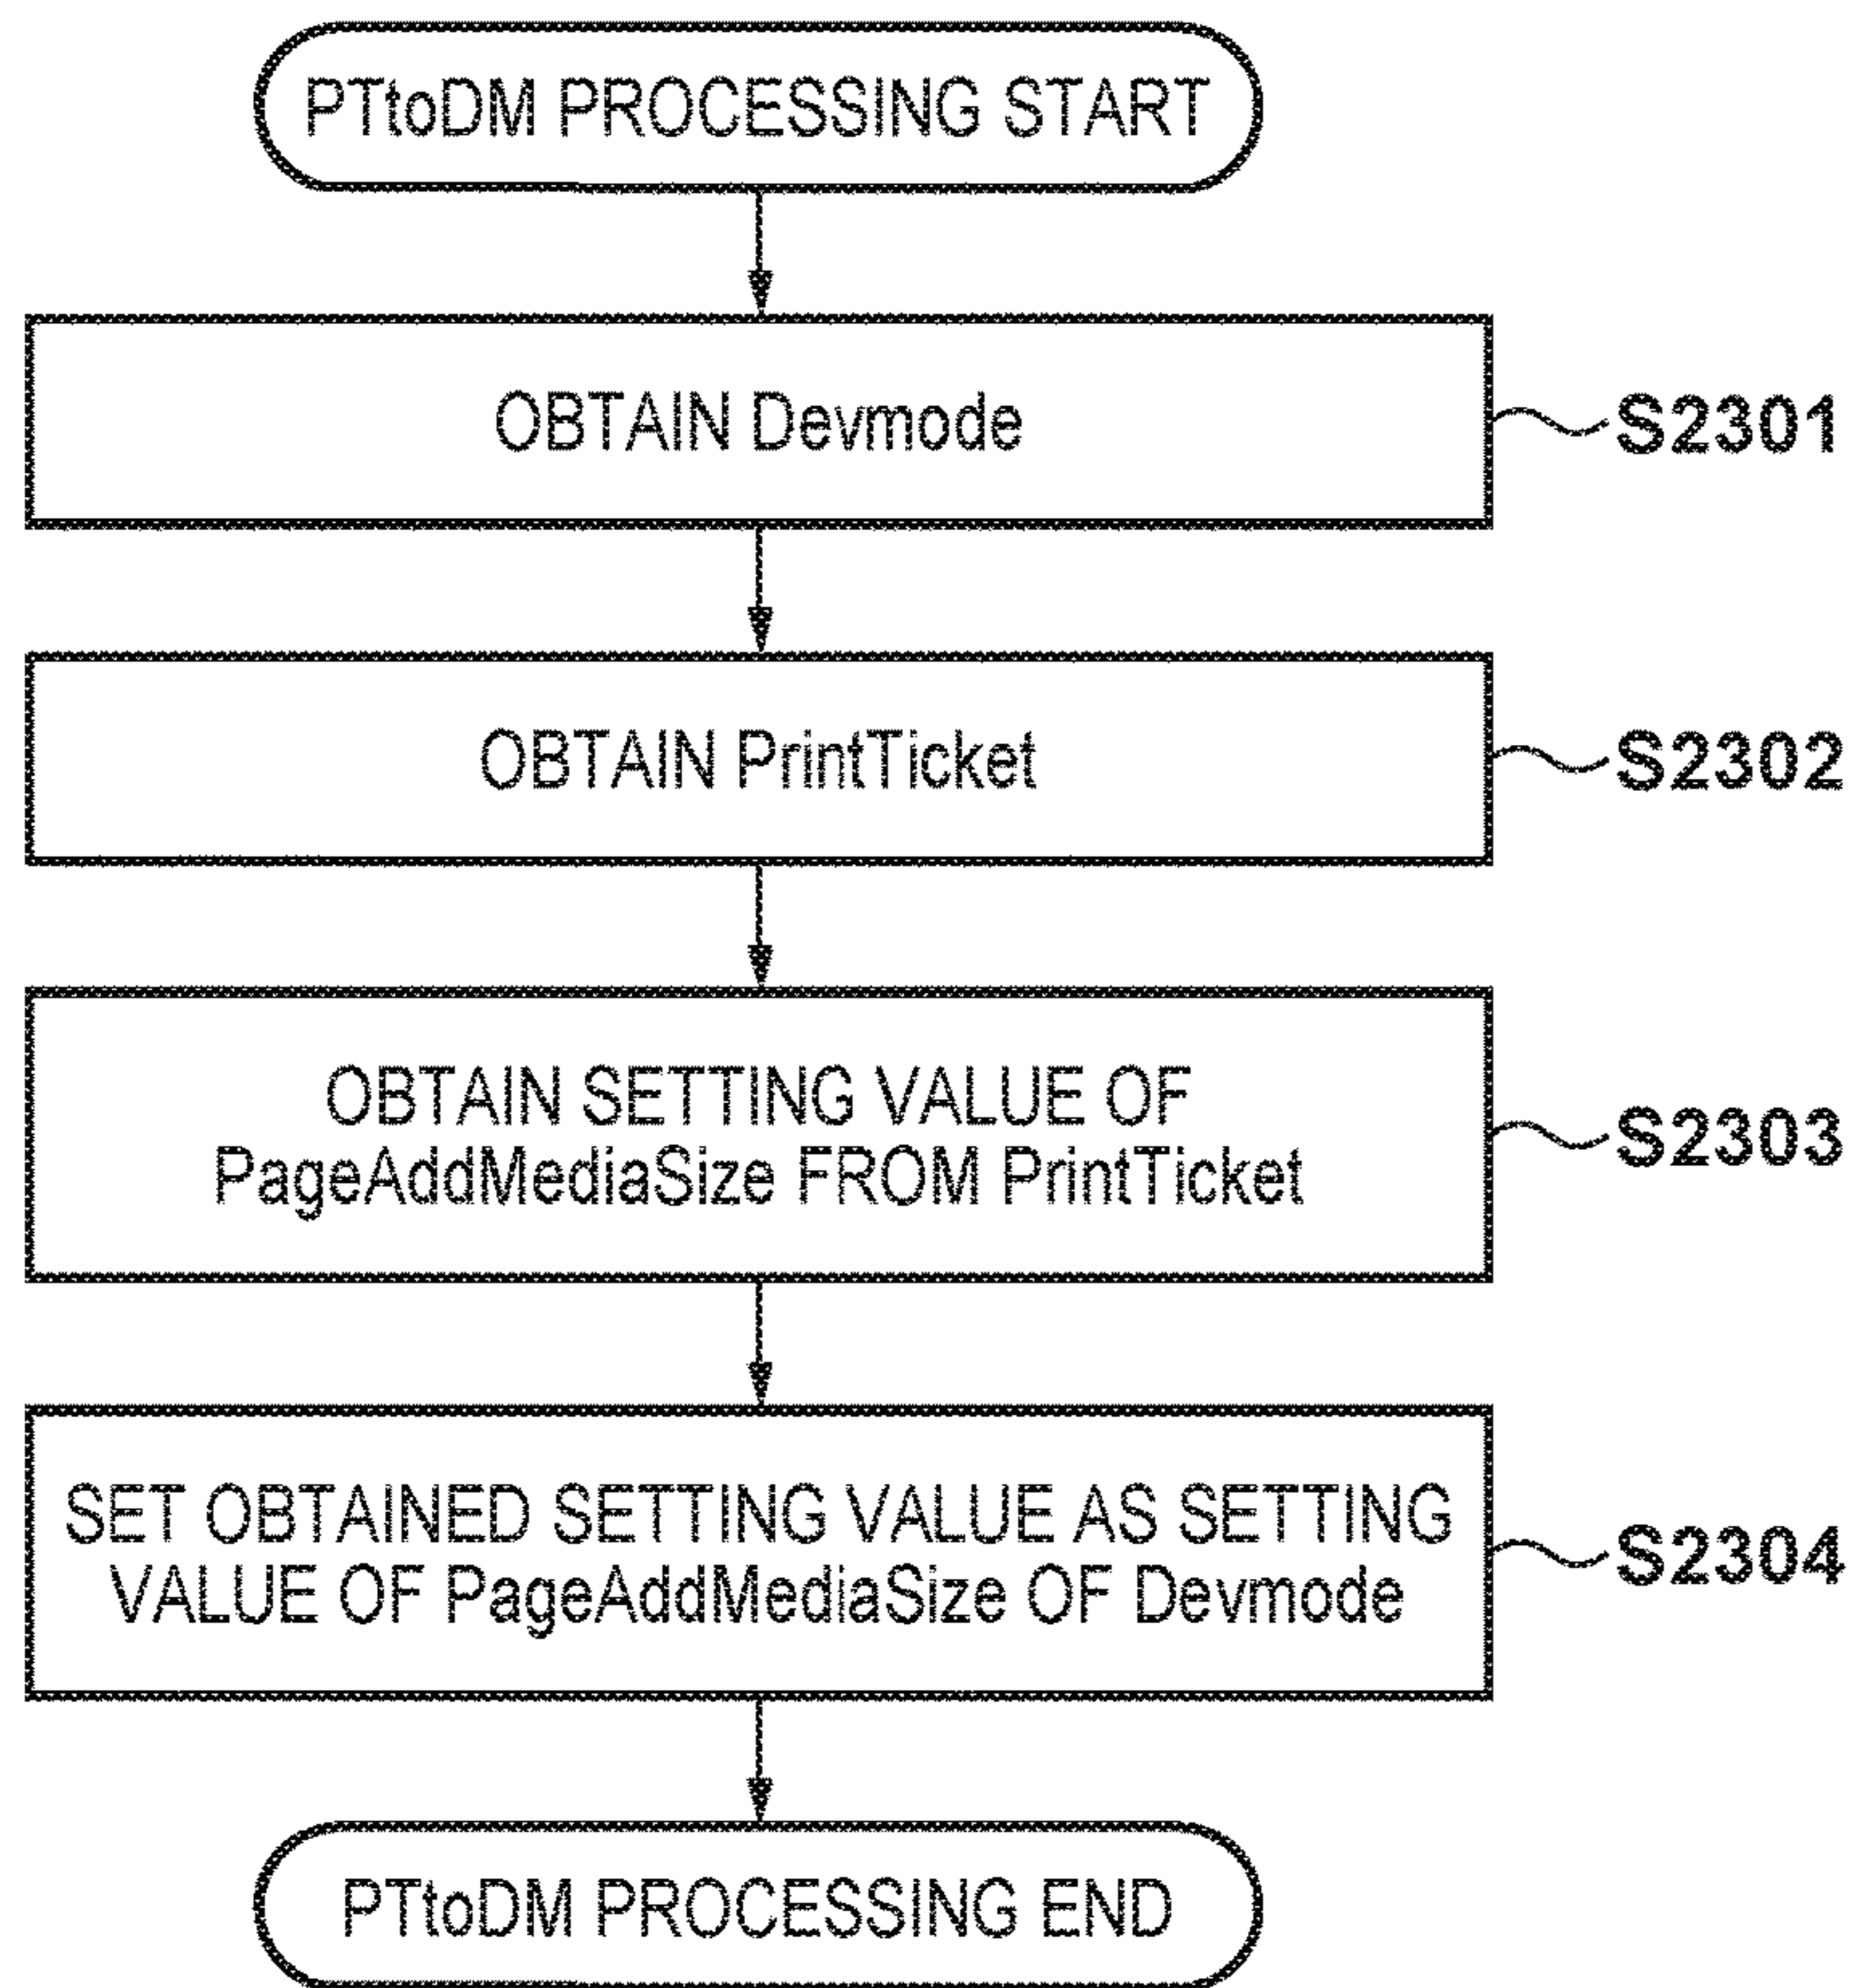 PTtoDM PROCESSING START
OBTAIN Devmode
S2301
OBTAIN PrintTicket
S2302
OBTAIN SETTING VALUE OF
PageAddMediaSize FROM PrintTicket
S2303
SET OBTAINED SETTING VALUE AS SETTING
VALUE OF PageAddMediaSize OF Devmode
S2304
PTtoDM PROCESSING END